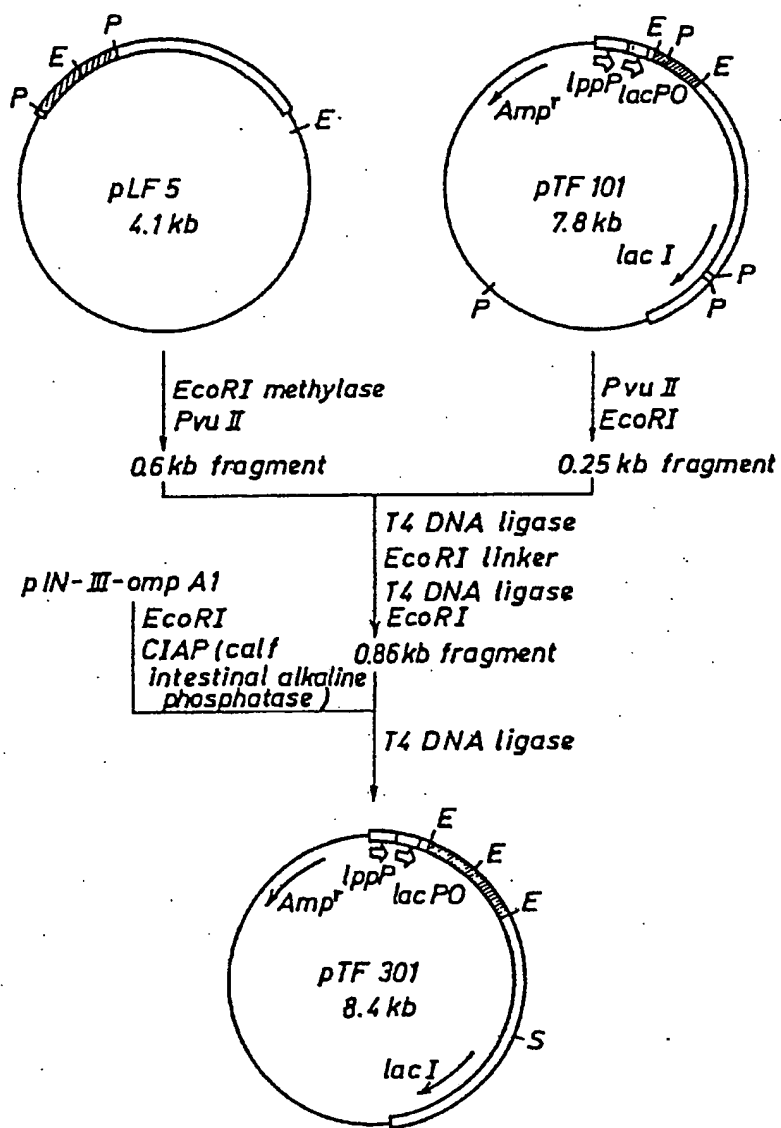 P
E
P
E
pLF 5
4.1 kb
E
P
E
lppP
lacPO
Ampr
pTF 101
7.8 kb
lac I
P
P
P
EcoRI methylase
Pvu II
0.6 kb fragment
Pvu II
EcoRI
0.25 kb fragment
T4 DNA ligase
EcoRI linker
T4 DNA ligase
EcoRI
pIN-III-omp A1
EcoRI
CIAP (calf
intestinal alkaline
phosphatase)
0.86 kb fragment
T4 DNA ligase
E
E
E
lppP
lacPO
Ampr
pTF 301
8.4 kb
S
lac I